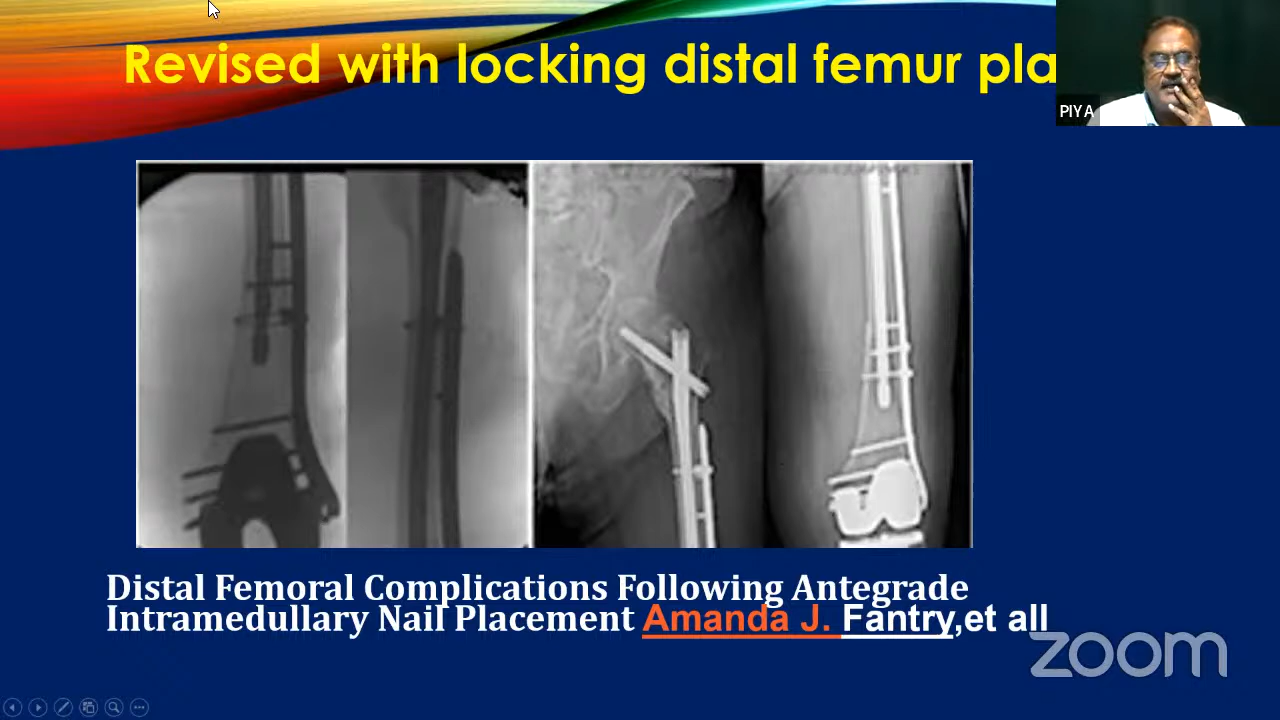 Revised with locking distal femur pla
PIYA
Distal Femoral Complications Following Antegrade
Intramedullary Nail Placement Amanda J. Fantry,et all
zoom